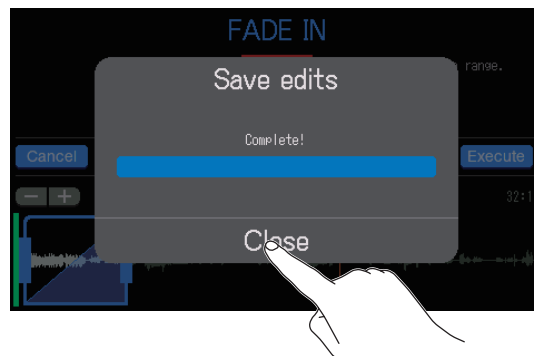 FADE IN
range.
Save edits
Complete!
Cancel
Execute
32:1
Close